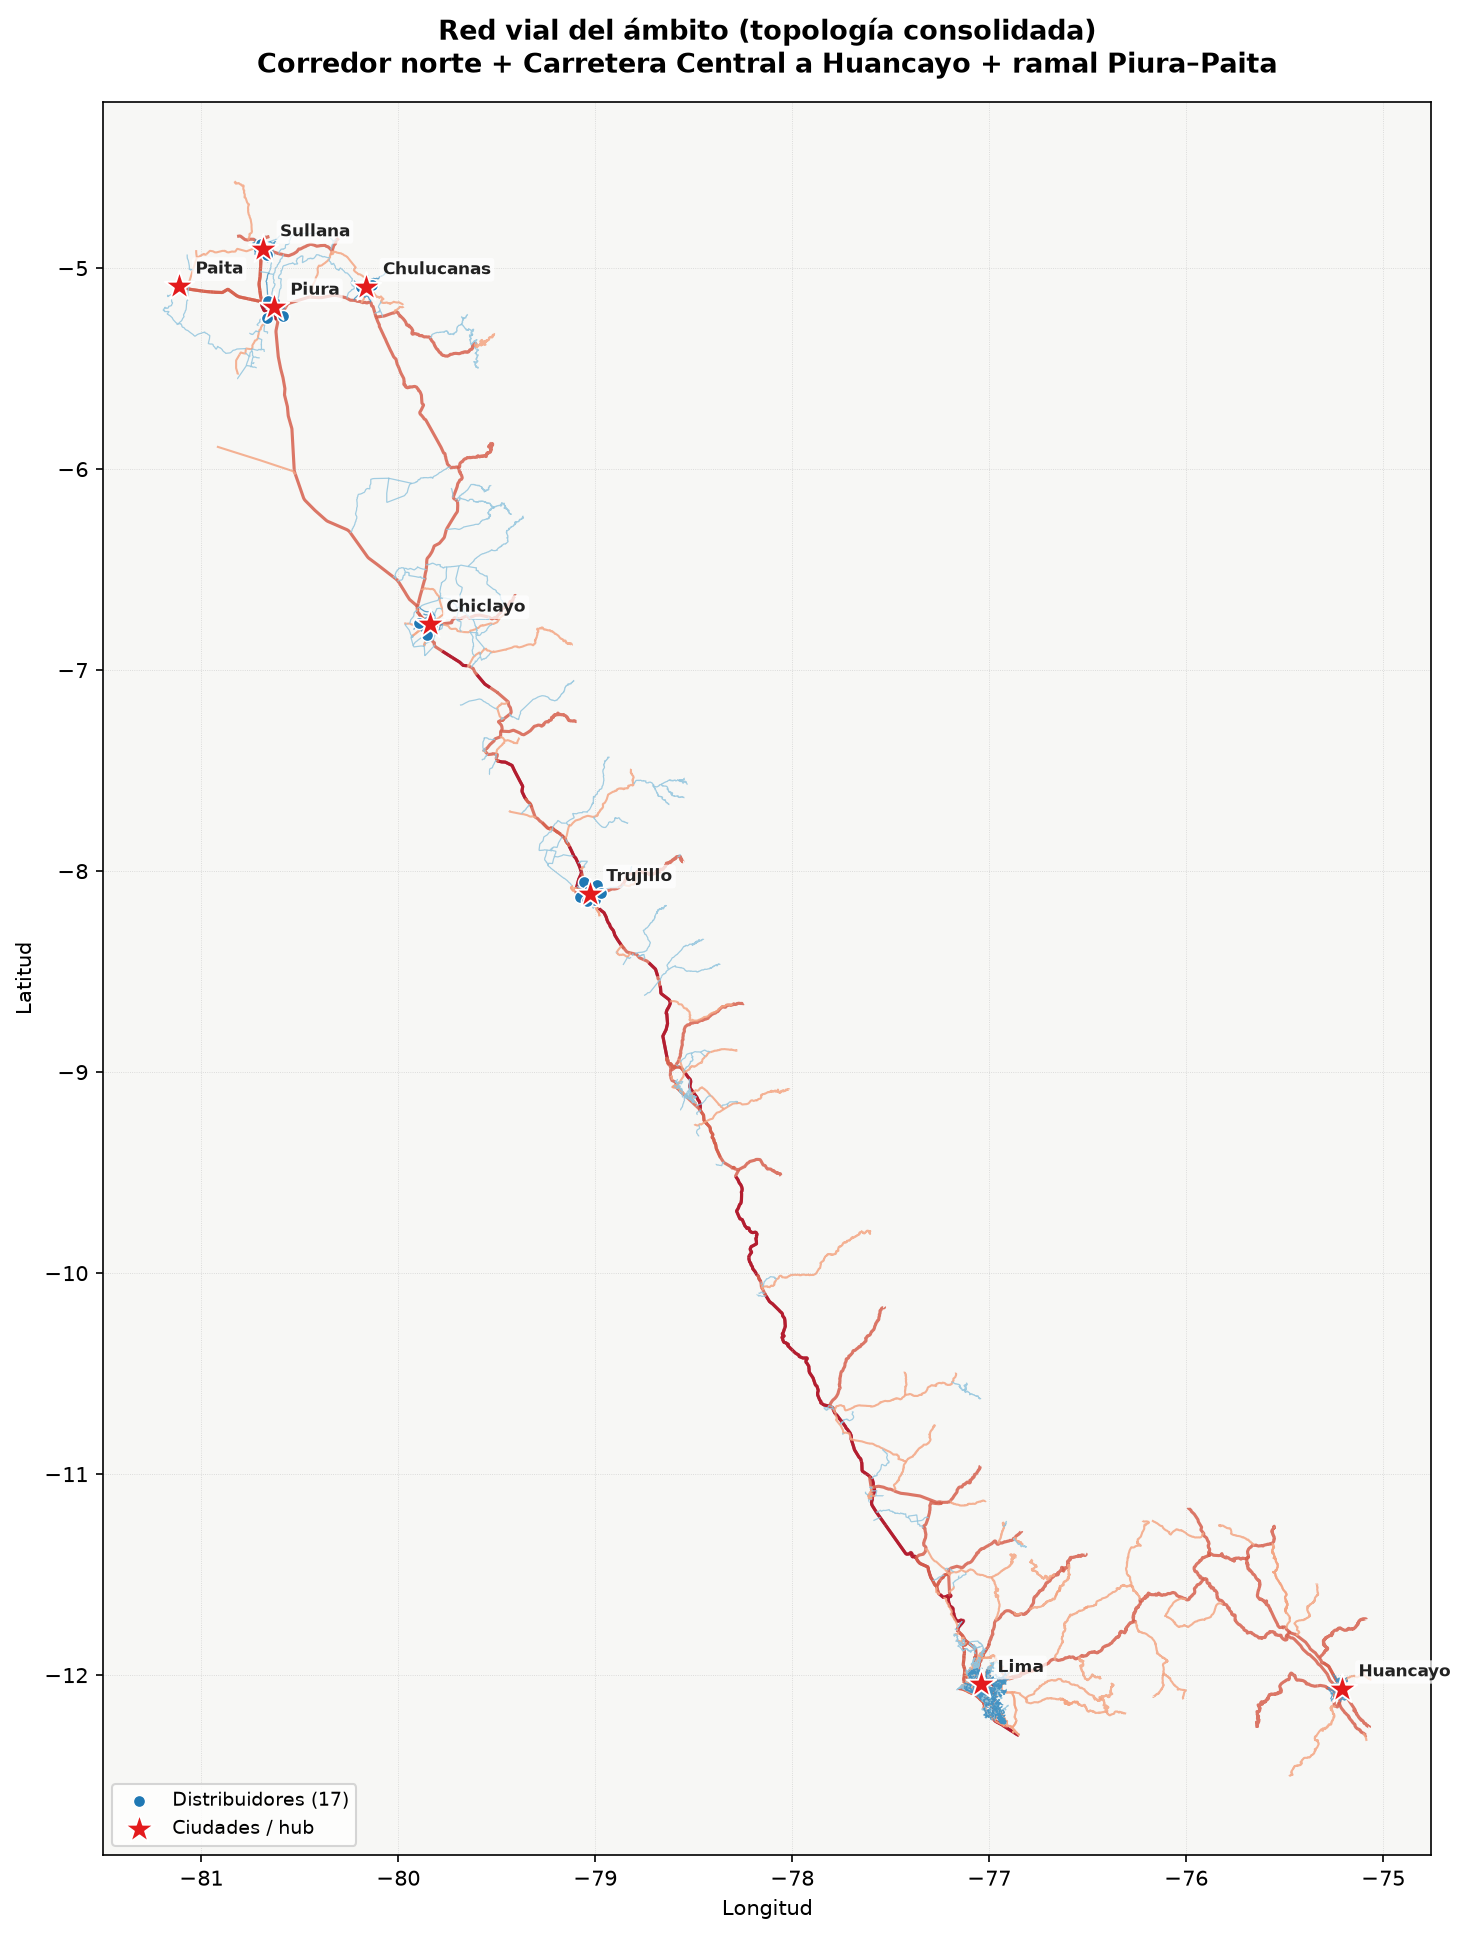 Red vial del ámbito (topología consolidada)
Corredor norte + Carretera Central a Huancayo + ramal Piura–Paita
Sullana
Paita
Chulucanas
Piura
Chiclayo
Trujillo
Lima
Huancayo
−5
−6
−7
−8
−9
−10
−11
−12
Latitud
Distribuidores (17)
Ciudades / hub
−81
−80
−79
−78
−77
−76
−75
Longitud